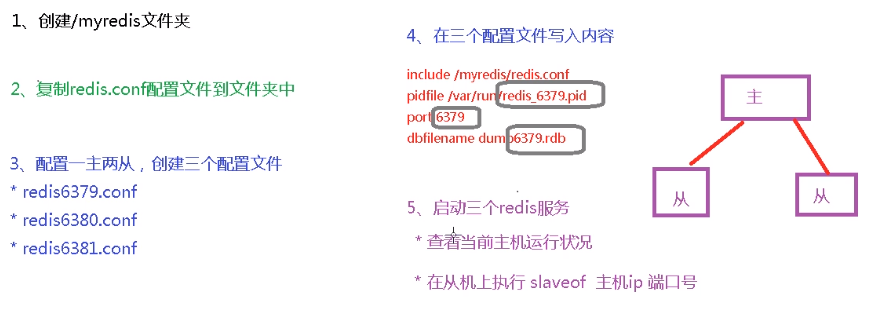 1、创建/myredis文件夹
2、复制redis.conf配置文件到文件夹中
3、配置一主两从，创建三个配置文件
* redis6379.conf
* redis6380.conf
* redis6381.conf
4、在三个配置文件写入内容
include /myredis/redis.conf
pidfile /var/run/redis_6379.pid
port 6379
dbfilename dump6379.rdb
5、启动三个redis服务
* 查看当前主机运行状况
* 在从机上执行 slaveof 主机ip 端口号
主
从
从